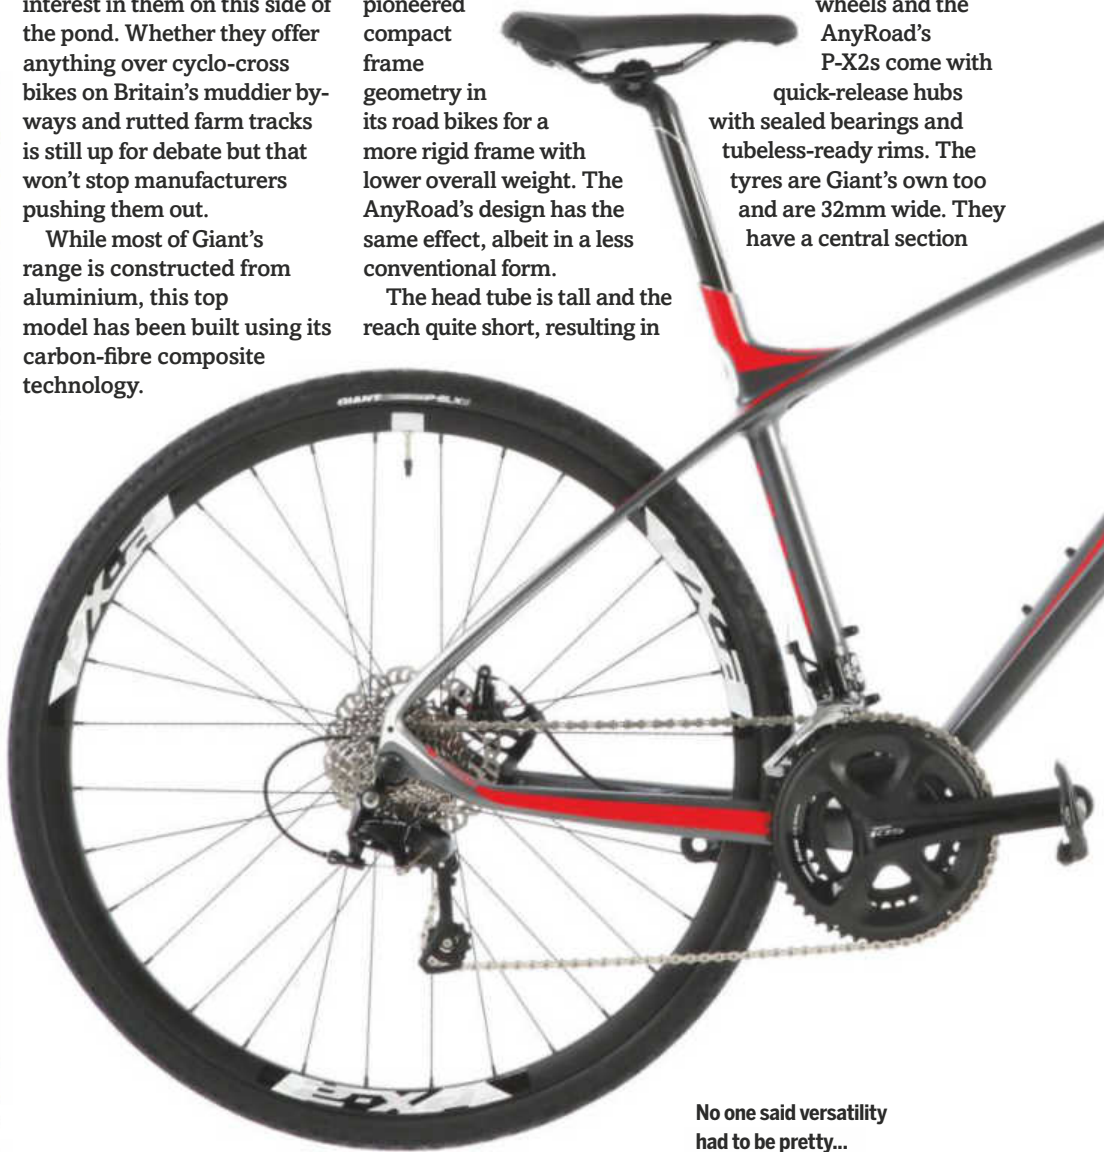 interest in them on this side of
the pond. Whether they offer
anything over cyclo-cross
bikes on Britain's muddier by-
ways and rutted farm tracks
is still up for debate but that
won't stop manufacturers
pushing them out.
While most of Giant's
range is constructed from
aluminium, this top
model has been built using its
carbon-fibre composite
technology.
pioneered
compact
frame
geometry in
its road bikes for a
more rigid frame with
lower overall weight. The
AnyRoad's design has the
same effect, albeit in a less
conventional form.
The head tube is tall and the
reach quite short, resulting in
wheels and the
AnyRoad's
P-X2s come with
quick-release hubs
with sealed bearings and
tubeless-ready rims. The
tyres are Giant's own too
and are 32mm wide. They
have a central section
GIANT
105
No one said versatility
had to be pretty...